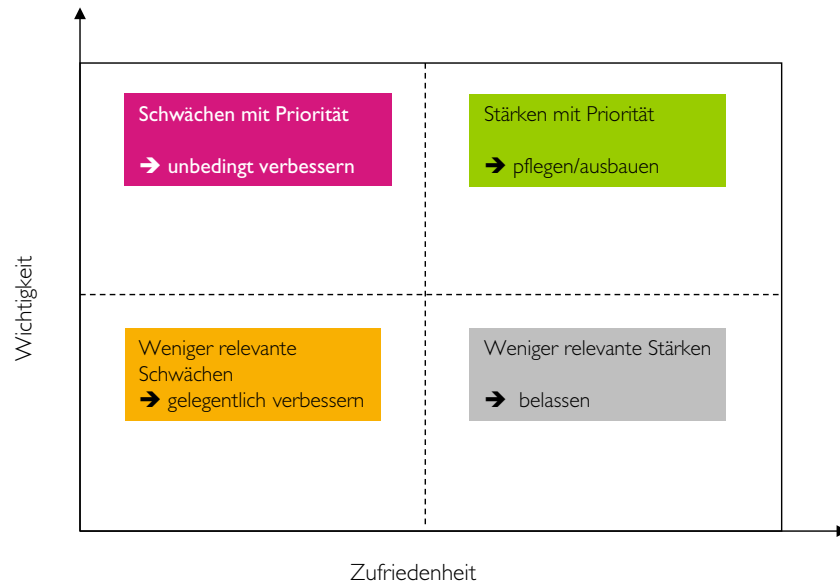 Schwächen mit Priorität
➔ unbedingt verbessern
Stärken mit Priorität
➔ pflegen/ausbauen
Wichtigkeit
Weniger relevante
Schwächen
➔ gelegentlich verbessern
Weniger relevante Stärken
➔ belassen
Zufriedenheit